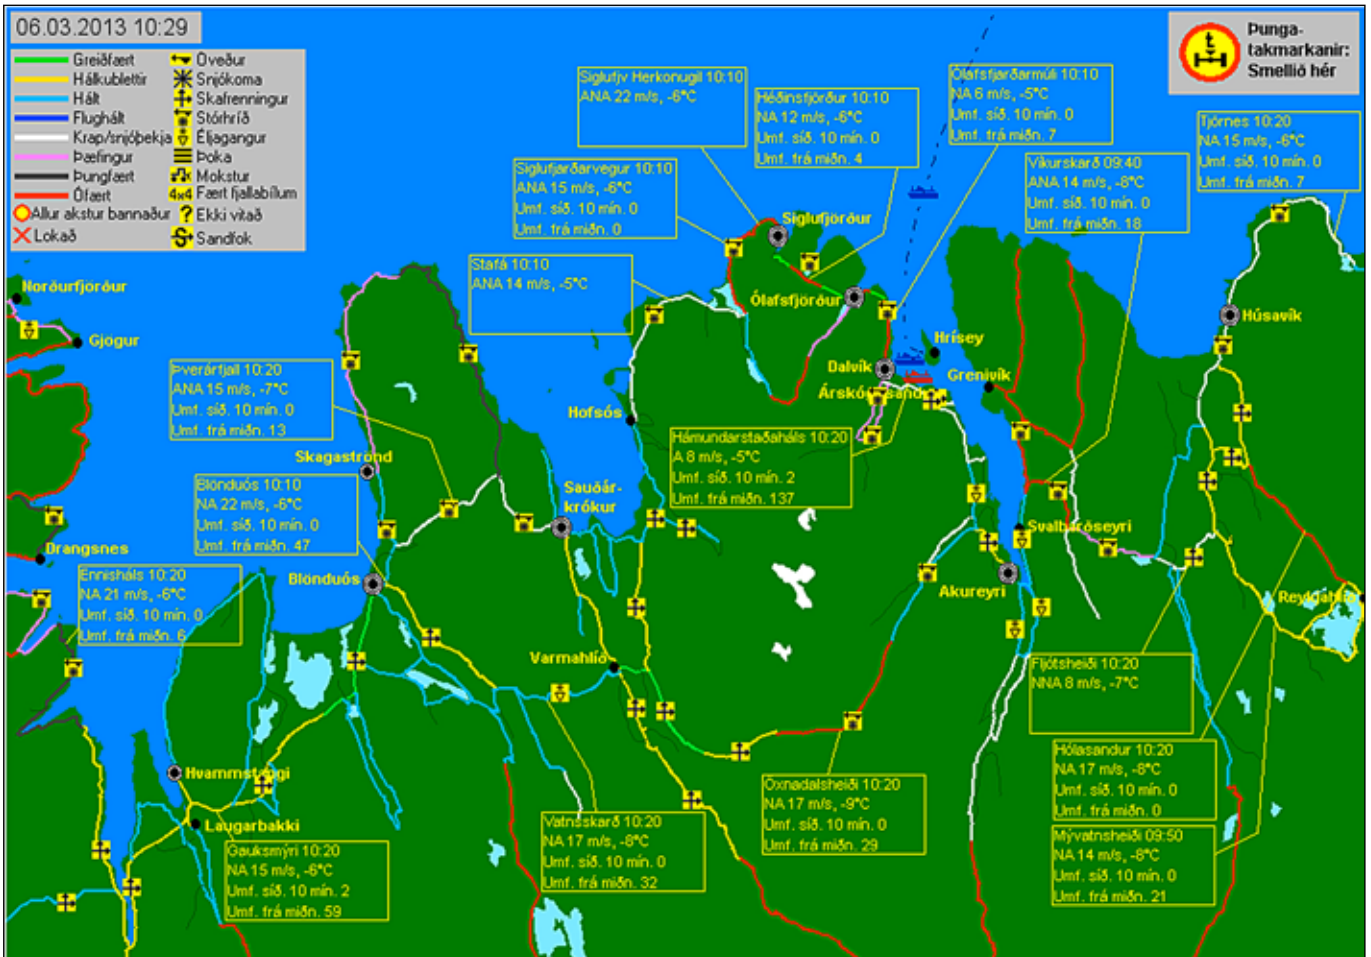 06.03.2013 10:29
Greiðfært
Hálkublettir
Hált
Flughált
Krap/snjóþekja
Þæfingur
Þungfært
Ófært
Allur akstur bannaður
Lokað
Óveður
Snjókoma
Skafrenningur
Stórhríð
Éljagangur
Þoka
Mokstur
4x4 Fært fjallabílum
? Ekki vitað
S Sandfok
Þunga-
takmarkanir:
Smellið hér
Siglufjv Herkonugil 10:10
ANA 22 m/s, -6°C
Héðinsfjörður 10:10
NA 12 m/s, -6°C
Umf. síð. 10 mín. 0
Umf. frá miðn. 4
Ólafsfjarðarmúli 10:10
NA 6 m/s, -5°C
Umf. síð. 10 mín. 0
Umf. frá miðn. 7
Tjörnes 10:20
NA 15 m/s, -6°C
Umf. síð. 10 mín. 0
Umf. frá miðn. 7
Víkurskarð 09:40
ANA 14 m/s, -8°C
Umf. síð. 10 mín. 0
Umf. frá miðn. 18
Siglufjarðarvegur 10:10
ANA 15 m/s, -6°C
Umf. síð. 10 mín. 0
Umf. frá miðn. 0
Siglufjörður
Stafá 10:10
ANA 14 m/s, -5°C
Norðurfjörður
Gjögur
Ólafsfjörður
Húsavík
Hrísey
Dalvík
Grenivík
Þverárfjall 10:20
ANA 15 m/s, -7°C
Umf. síð. 10 mín. 0
Umf. frá miðn. 13
Hofsós
Hámundarstaðaháls 10:20
A 8 m/s, -5°C
Umf. síð. 10 mín. 2
Umf. frá miðn. 137
Skagaströnd
Blönduós 10:10
NA 22 m/s, -6°C
Umf. síð. 10 mín. 0
Umf. frá miðn. 47
Sauðár-
krókur
Svalbarðseyri
Drangsnes
Ennisháls 10:20
NA 21 m/s, -6°C
Umf. síð. 10 mín. 0
Umf. frá miðn. 6
Blönduós
Akureyri
Reykjahlíð
Varmahlíð
Fljótsheiði 10:20
NNA 8 m/s, -7°C
Hólasandur 10:20
NA 17 m/s, -8°C
Umf. síð. 10 mín. 0
Umf. frá miðn. 0
Hvammstangi
Laugarbakki
Öxnadalsheiði 10:20
NA 17 m/s, -9°C
Umf. síð. 10 mín. 0
Umf. frá miðn. 29
Vatnsskarð 10:20
NA 17 m/s, -8°C
Umf. síð. 10 mín. 0
Umf. frá miðn. 32
Mývatnsheiði 09:50
NA 14 m/s, -8°C
Umf. síð. 10 mín. 0
Umf. frá miðn. 21
Gauksmýri 10:20
NA 15 m/s, -6°C
Umf. síð. 10 mín. 2
Umf. frá miðn. 59